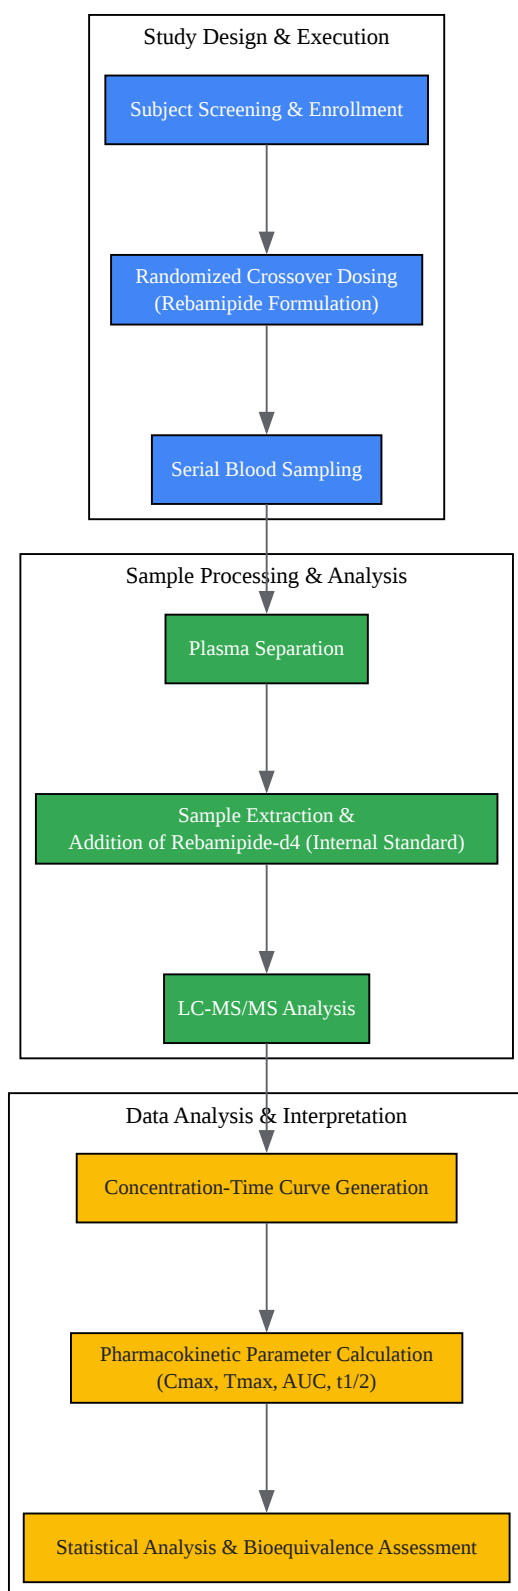 Study Design & Execution
Subject Screening & Enrollment
Randomized Crossover Dosing
(Rebamipide Formulation)
Serial Blood Sampling
Sample Processing & Analysis
Plasma Separation
Sample Extraction &
Addition of Rebamipide-d4 (Internal Standard)
LC-MS/MS Analysis
Data Analysis & Interpretation
Concentration-Time Curve Generation
Pharmacokinetic Parameter Calculation
(Cmax, Tmax, AUC, t1/2)
Statistical Analysis & Bioequivalence Assessment